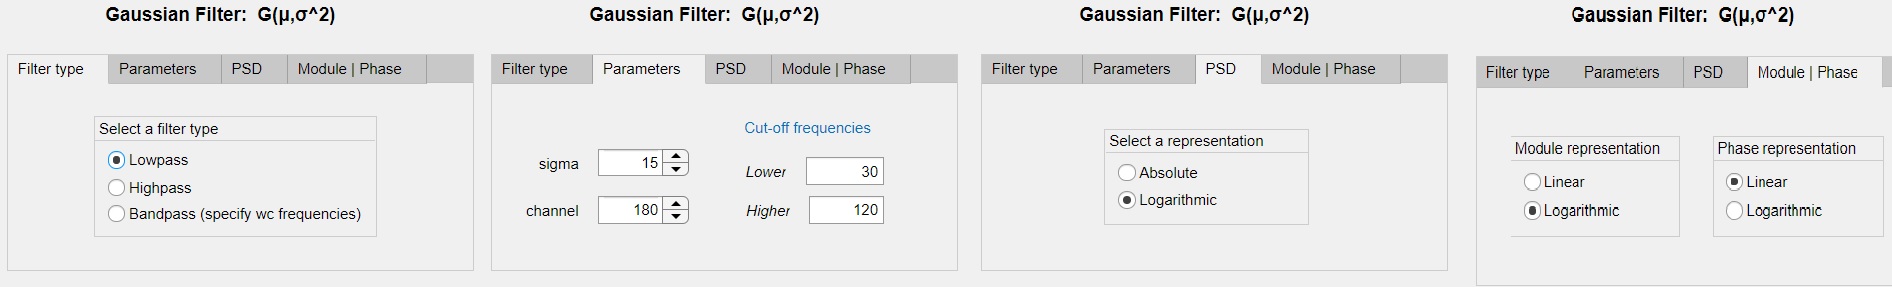 Gaussian Filter: G(μ,σ^2)
Filter type Parameters PSD Module | Phase
Select a filter type
Lowpass
Highpass
Bandpass (specify wc frequencies)
Gaussian Filter: G(μ,σ^2)
Filter type Parameters PSD Module | Phase
Cut-off frequencies
sigma 15 Lower 30
channel 180 Higher 120
Gaussian Filter: G(μ,σ^2)
Filter type Parameters PSD Module | Phase
Select a representation
Absolute
Logarithmic
Gaussian Filter: G(μ,σ^2)
Filter type Parameters PSD Module | Phase
Module representation Phase representation
Linear Linear
Logarithmic Logarithmic